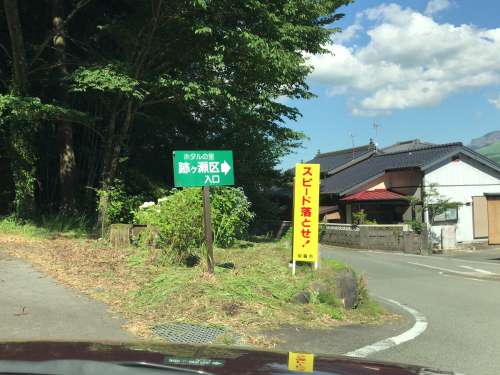 ホタルの里
跡ヶ瀬区
入口
スピード落とせ!